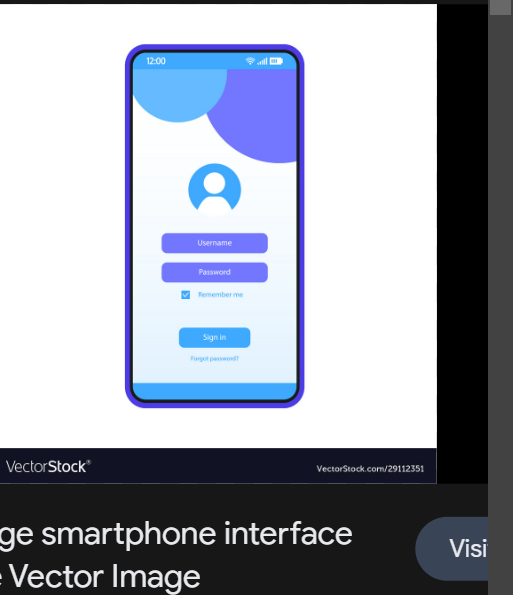 12:00
Username
Password
Remember me
Sign in
Forgot password?
VectorStock®
VectorStock.com/29112351
ge smartphone interface
Vector Image
Visi